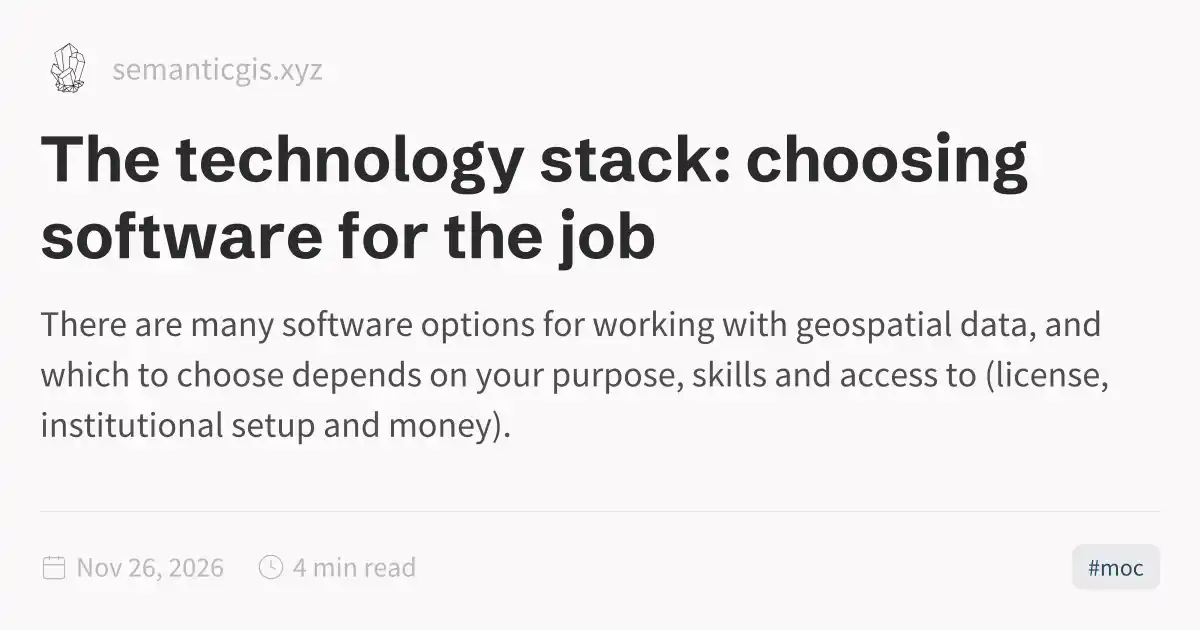 semanticgis.xyz
The technology stack: choosing
software for the job
There are many software options for working with geospatial data, and
which to choose depends on your purpose, skills and access to (license,
institutional setup and money).
Nov 26, 2026
4 min read
#moc